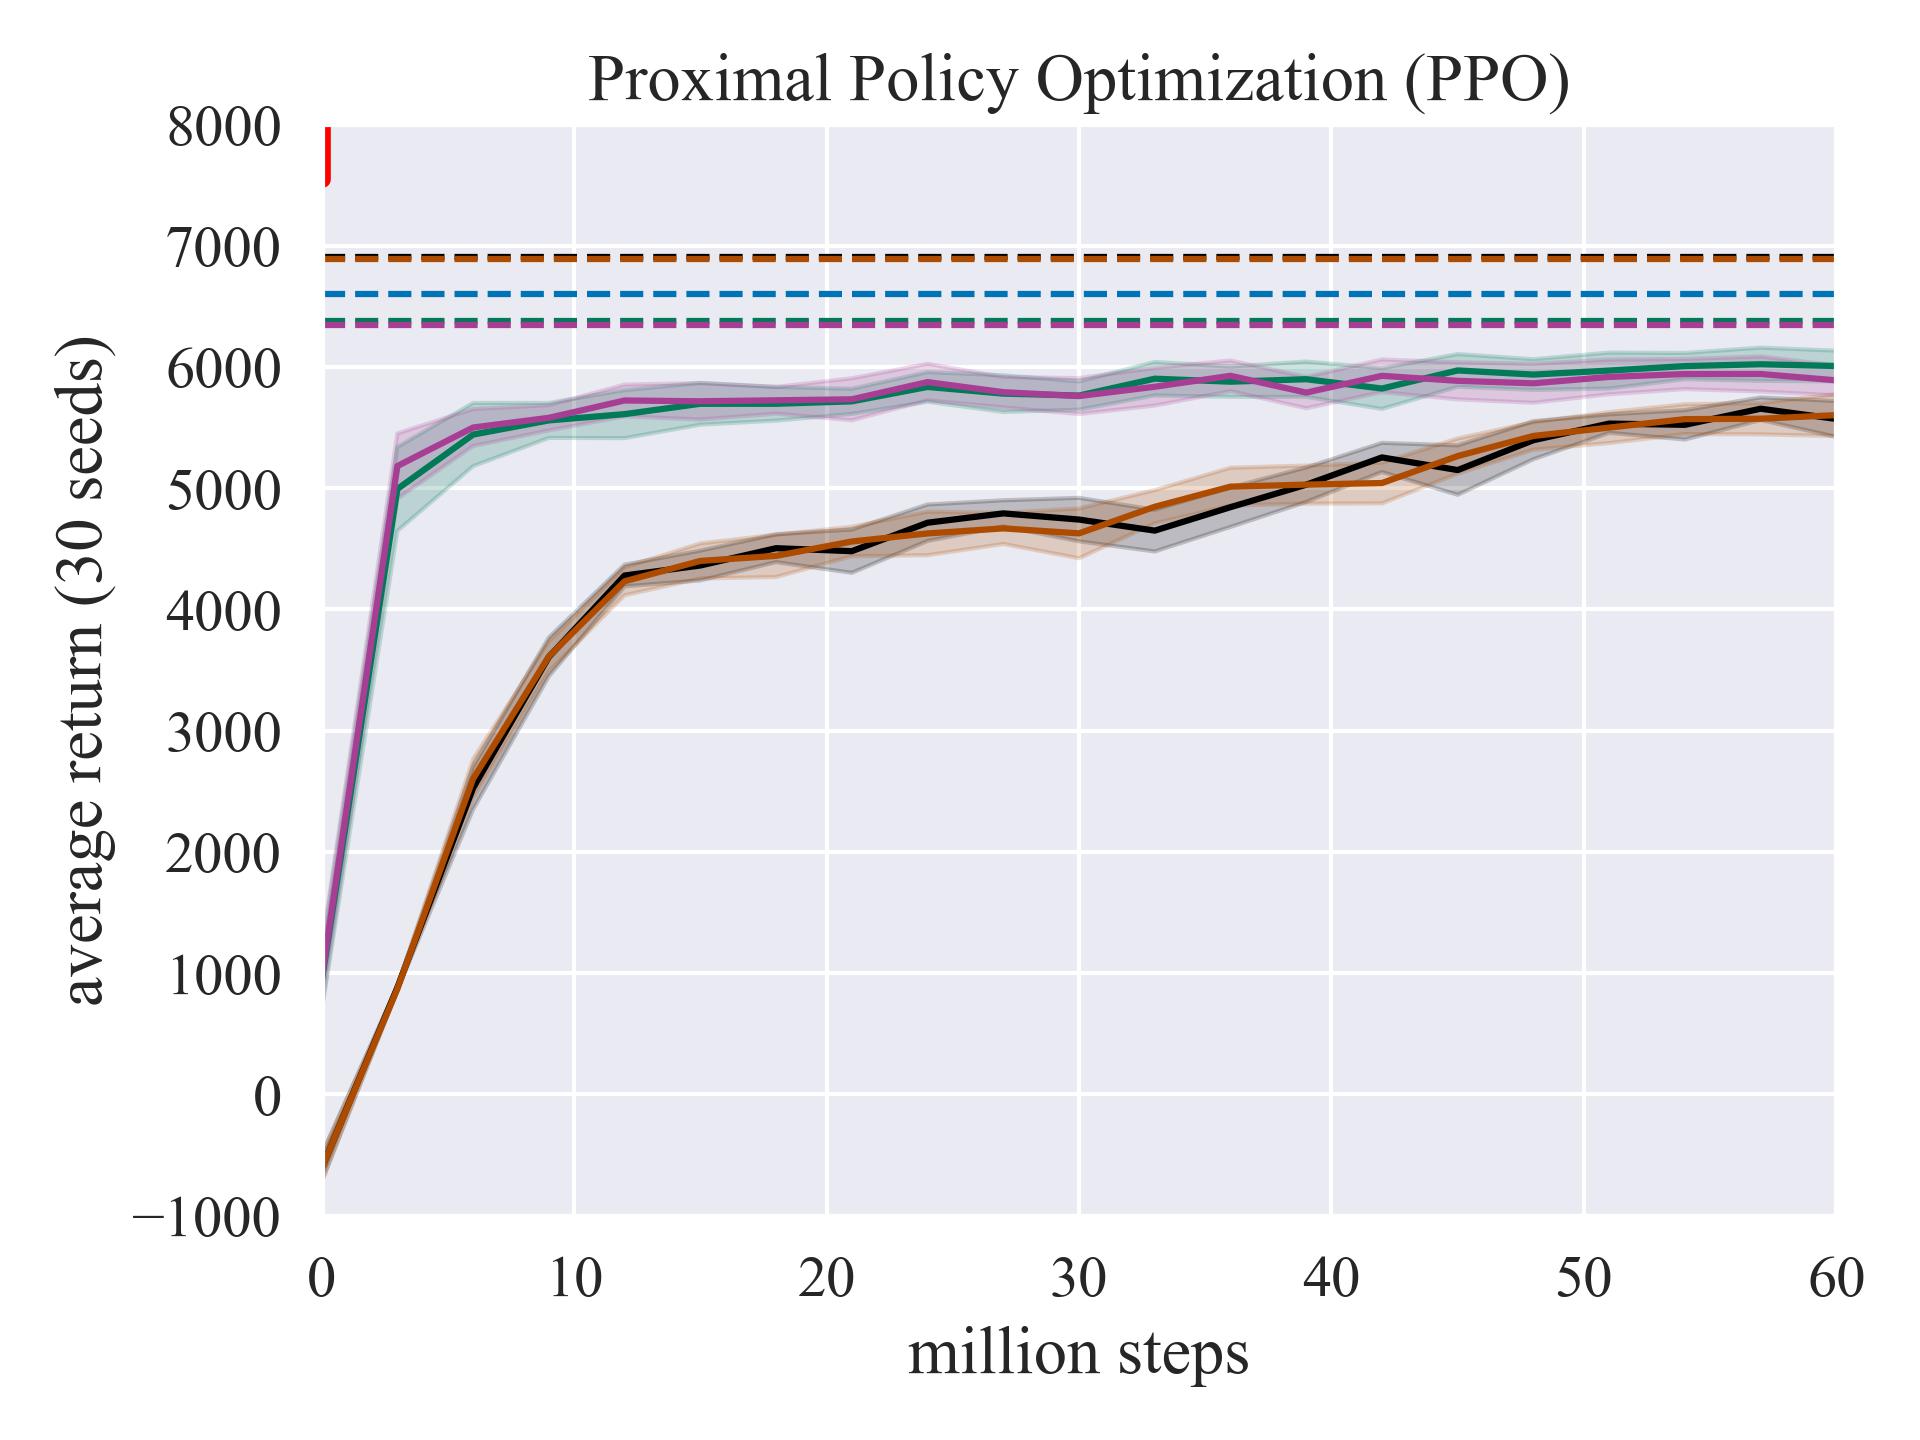 Proximal Policy Optimization (PPO)
8000
7000
6000
5000
4000
3000
2000
1000
0
−1000
average return (30 seeds)
0 10 20 30 40 50 60
million steps